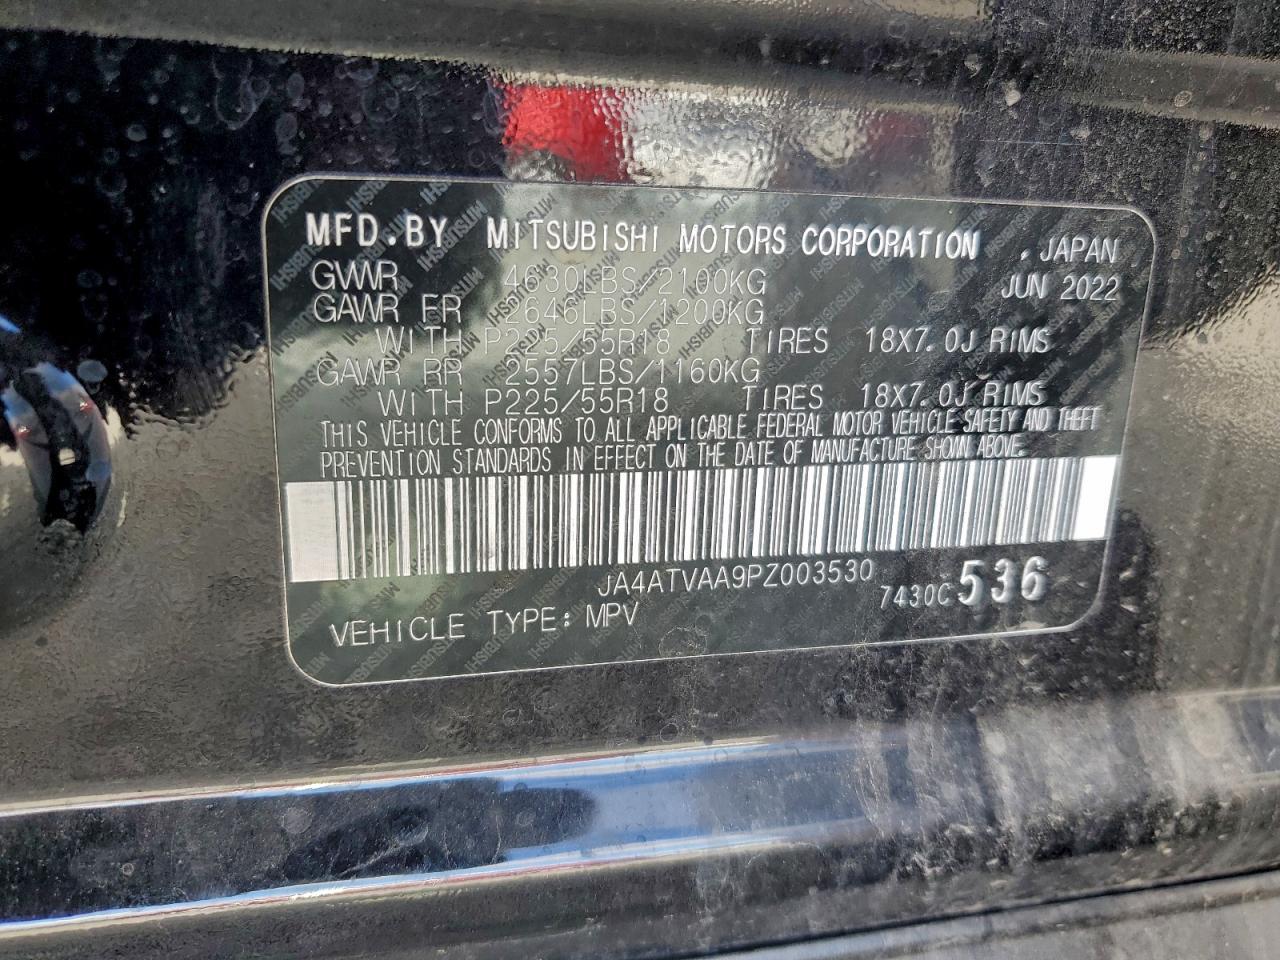 MFD.BY MITSUBISHI MOTORS CORPORATION .JAPAN
GVWR 4630LBS/2100KG JUN 2022
GAWR FR 2646LBS/1200KG
WITH P225/55R18 TIRES 18X7.0J RIMS
GAWR RR 2557LBS/1160KG
WITH P225/55R18 TIRES 18X7.0J RIMS
THIS VEHICLE CONFORMS TO ALL APPLICABLE FEDERAL MOTOR VEHICLE SAFETY AND THEFT
PREVENTION STANDARDS IN EFFECT ON THE DATE OF MANUFACTURE SHOWN ABOVE.
JA4ATVAA9PZ003530 7430C 536
VEHICLE TYPE: MPV